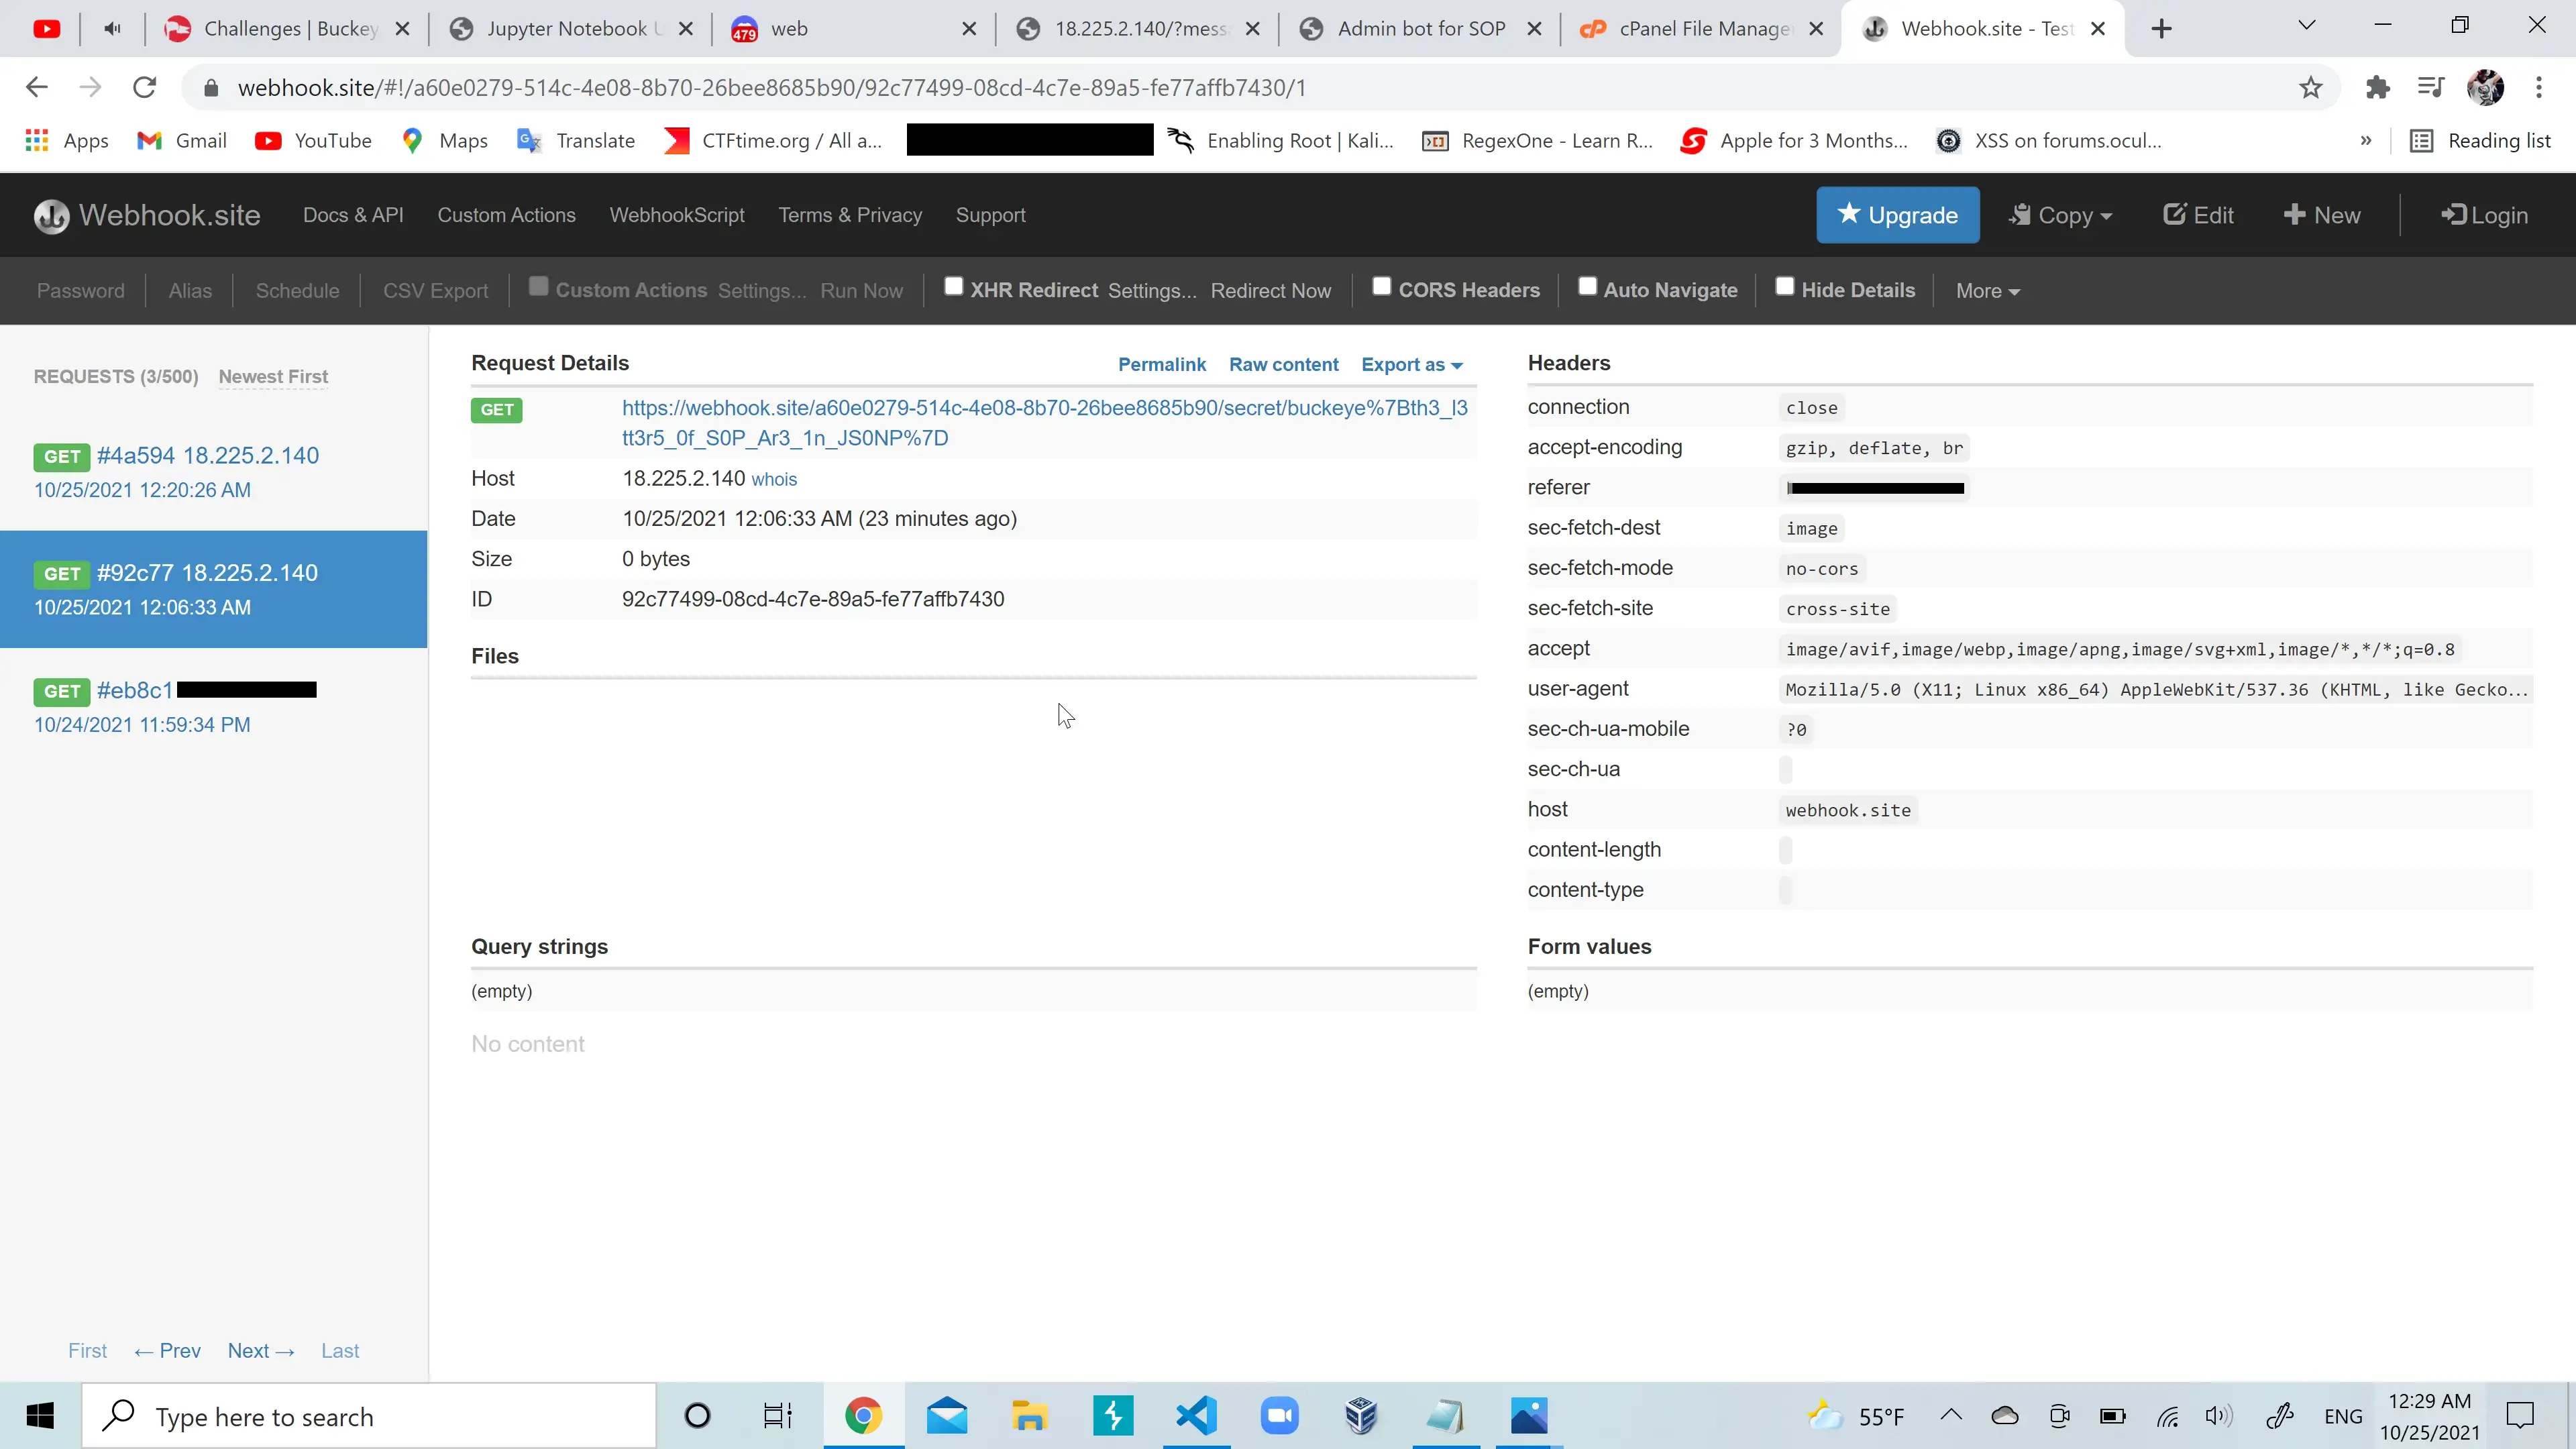 Challenges | Buckey
Jupyter Notebook U
479 web
18.225.2.140/?mess
Admin bot for SOP
cP cPanel File Manage
Webhook.site - Test
webhook.site/#!/a60e0279-514c-4e08-8b70-26bee8685b90/92c77499-08cd-4c7e-89a5-fe77affb7430/1
Apps Gmail YouTube Maps Translate CTFtime.org / All a... Enabling Root | Kali... RegexOne - Learn R... Apple for 3 Months... XSS on forums.ocul... » Reading list
Webhook.site Docs & API Custom Actions WebhookScript Terms & Privacy Support Upgrade Copy Edit New Login
Password Alias Schedule CSV Export Custom Actions Settings... Run Now XHR Redirect Settings... Redirect Now CORS Headers Auto Navigate Hide Details More
REQUESTS (3/500) Newest First
GET #4a594 18.225.2.140
10/25/2021 12:20:26 AM
GET #92c77 18.225.2.140
10/25/2021 12:06:33 AM
GET #eb8c1
10/24/2021 11:59:34 PM
First ← Prev Next → Last
Request Details Permalink Raw content Export as
GET https://webhook.site/a60e0279-514c-4e08-8b70-26bee8685b90/secret/buckeye%7Bth3_l3
tt3r5_0f_S0P_Ar3_1n_JS0NP%7D
Host 18.225.2.140 whois
Date 10/25/2021 12:06:33 AM (23 minutes ago)
Size 0 bytes
ID 92c77499-08cd-4c7e-89a5-fe77affb7430
Files
Headers
connection close
accept-encoding gzip, deflate, br
referer
sec-fetch-dest image
sec-fetch-mode no-cors
sec-fetch-site cross-site
accept image/avif,image/webp,image/apng,image/svg+xml,image/*,*/*;q=0.8
user-agent Mozilla/5.0 (X11; Linux x86_64) AppleWebKit/537.36 (KHTML, like Gecko...
sec-ch-ua-mobile ?0
sec-ch-ua
host webhook.site
content-length
content-type
Query strings
(empty)
No content
Form values
(empty)
Type here to search
55°F
ENG
12:29 AM
10/25/2021